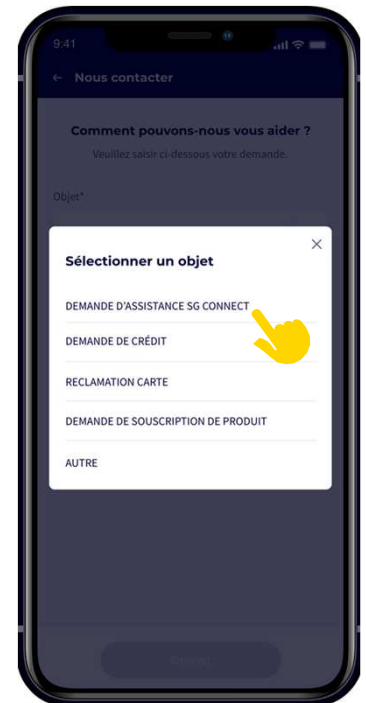 9:41
← Nous contacter
Comment pouvons-nous vous aider ?
Veuillez saisir ci-dessous votre demande.
Objet*
Sélectionner un objet
DEMANDE D'ASSISTANCE SG CONNECT
DEMANDE DE CRÉDIT
RECLAMATION CARTE
DEMANDE DE SOUSCRIPTION DE PRODUIT
AUTRE